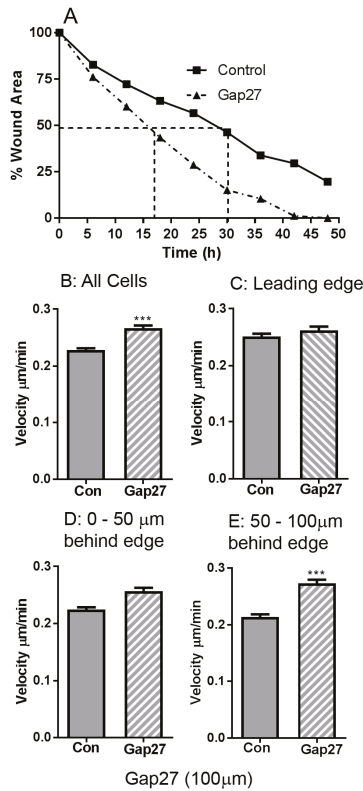 A
% Wound Area
100
75
50
25
0
Control
Gap27
0 5 10 15 20 25 30 35 40 45 50
Time (h)
B: All Cells
Velocity µm/min
0.3
0.2
0.1
0.0
***
Con Gap27
C: Leading edge
Velocity µm/min
0.3
0.2
0.1
0.0
Con Gap27
D: 0 - 50 µm
behind edge
Velocity µm/min
0.3
0.2
0.1
0.0
Con Gap27
E: 50 - 100µm
behind edge
Velocity µm/min
0.3
0.2
0.1
0.0
***
Con Gap27
Gap27 (100µm)